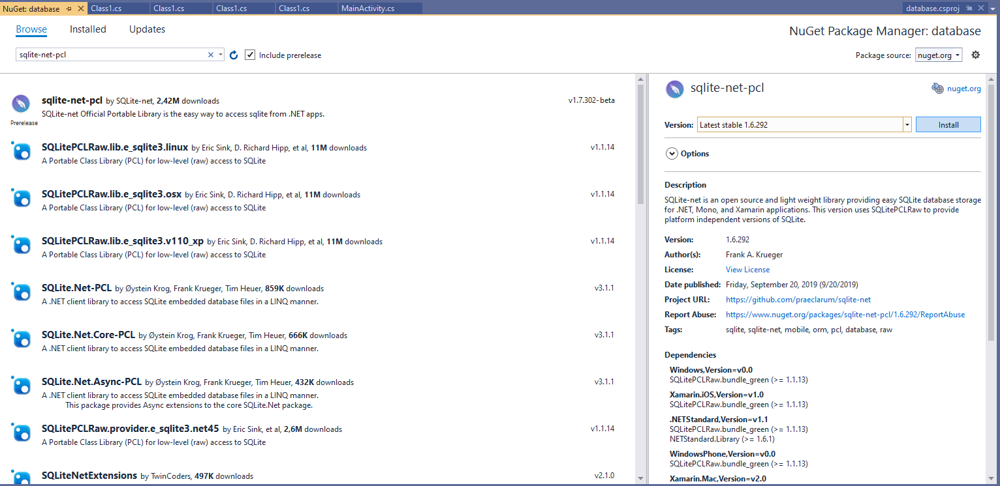 NuGet: database
Class1.cs
Class1.cs
Class1.cs
Class1.cs
MainActivity.cs
database.csproj
Browse
Installed
Updates
NuGet Package Manager: database
sqlite-net-pcl
Include prerelease
Package source: nuget.org
sqlite-net-pcl by SQLite-net, 2,42M downloads
v1.7.302-beta
SQLite-net Official Portable Library is the easy way to access sqlite from .NET apps.
Prerelease
SQLitePCLRaw.lib.e_sqlite3.linux by Eric Sink, D. Richard Hipp, et al, 11M downloads
v1.1.14
A Portable Class Library (PCL) for low-level (raw) access to SQLite
SQLitePCLRaw.lib.e_sqlite3.osx by Eric Sink, D. Richard Hipp, et al, 11M downloads
v1.1.14
A Portable Class Library (PCL) for low-level (raw) access to SQLite
SQLitePCLRaw.lib.e_sqlite3.v110_xp by Eric Sink, D. Richard Hipp, et al, 11M downloads
v1.1.14
A Portable Class Library (PCL) for low-level (raw) access to SQLite
SQLite.Net-PCL by Øystein Krog, Frank Krueger, Tim Heuer, 859K downloads
v3.1.1
A .NET client library to access SQLite embedded database files in a LINQ manner.
SQLite.Net.Core-PCL by Øystein Krog, Frank Krueger, Tim Heuer, 666K downloads
v3.1.1
A .NET client library to access SQLite embedded database files in a LINQ manner.
SQLite.Net.Async-PCL by Øystein Krog, Frank Krueger, Tim Heuer, 432K downloads
v3.1.1
A .NET client library to access SQLite embedded database files in a LINQ manner.
This package provides Async extensions to the core SQLite.Net package.
SQLitePCLRaw.provider.e_sqlite3.net45 by Eric Sink, et al, 2,6M downloads
v1.1.14
A Portable Class Library (PCL) for low-level (raw) access to SQLite
SQLiteNetExtensions by TwinCoders, 497K downloads
v2.1.0
sqlite-net-pcl
nuget.org
Version: Latest stable 1.6.292
Install
Options
Description
SQLite-net is an open source and light weight library providing easy SQLite database storage
for .NET, Mono, and Xamarin applications. This version uses SQLitePCLRaw to provide
platform independent versions of SQLite.
Version: 1.6.292
Author(s): Frank A. Krueger
License: View License
Date published: Friday, September 20, 2019 (9/20/2019)
Project URL: https://github.com/praeclarum/sqlite-net
Report Abuse: https://www.nuget.org/packages/sqlite-net-pcl/1.6.292/ReportAbuse
Tags: sqlite, sqlite-net, mobile, orm, pcl, database, raw
Dependencies
Windows,Version=v0.0
SQLitePCLRaw.bundle_green (>= 1.1.13)
Xamarin.iOS,Version=v1.0
SQLitePCLRaw.bundle_green (>= 1.1.13)
.NETStandard,Version=v1.1
SQLitePCLRaw.bundle_green (>= 1.1.13)
NETStandard.Library (>= 1.6.1)
WindowsPhone,Version=v0.0
SQLitePCLRaw.bundle_green (>= 1.1.13)
Xamarin.Mac,Version=v2.0